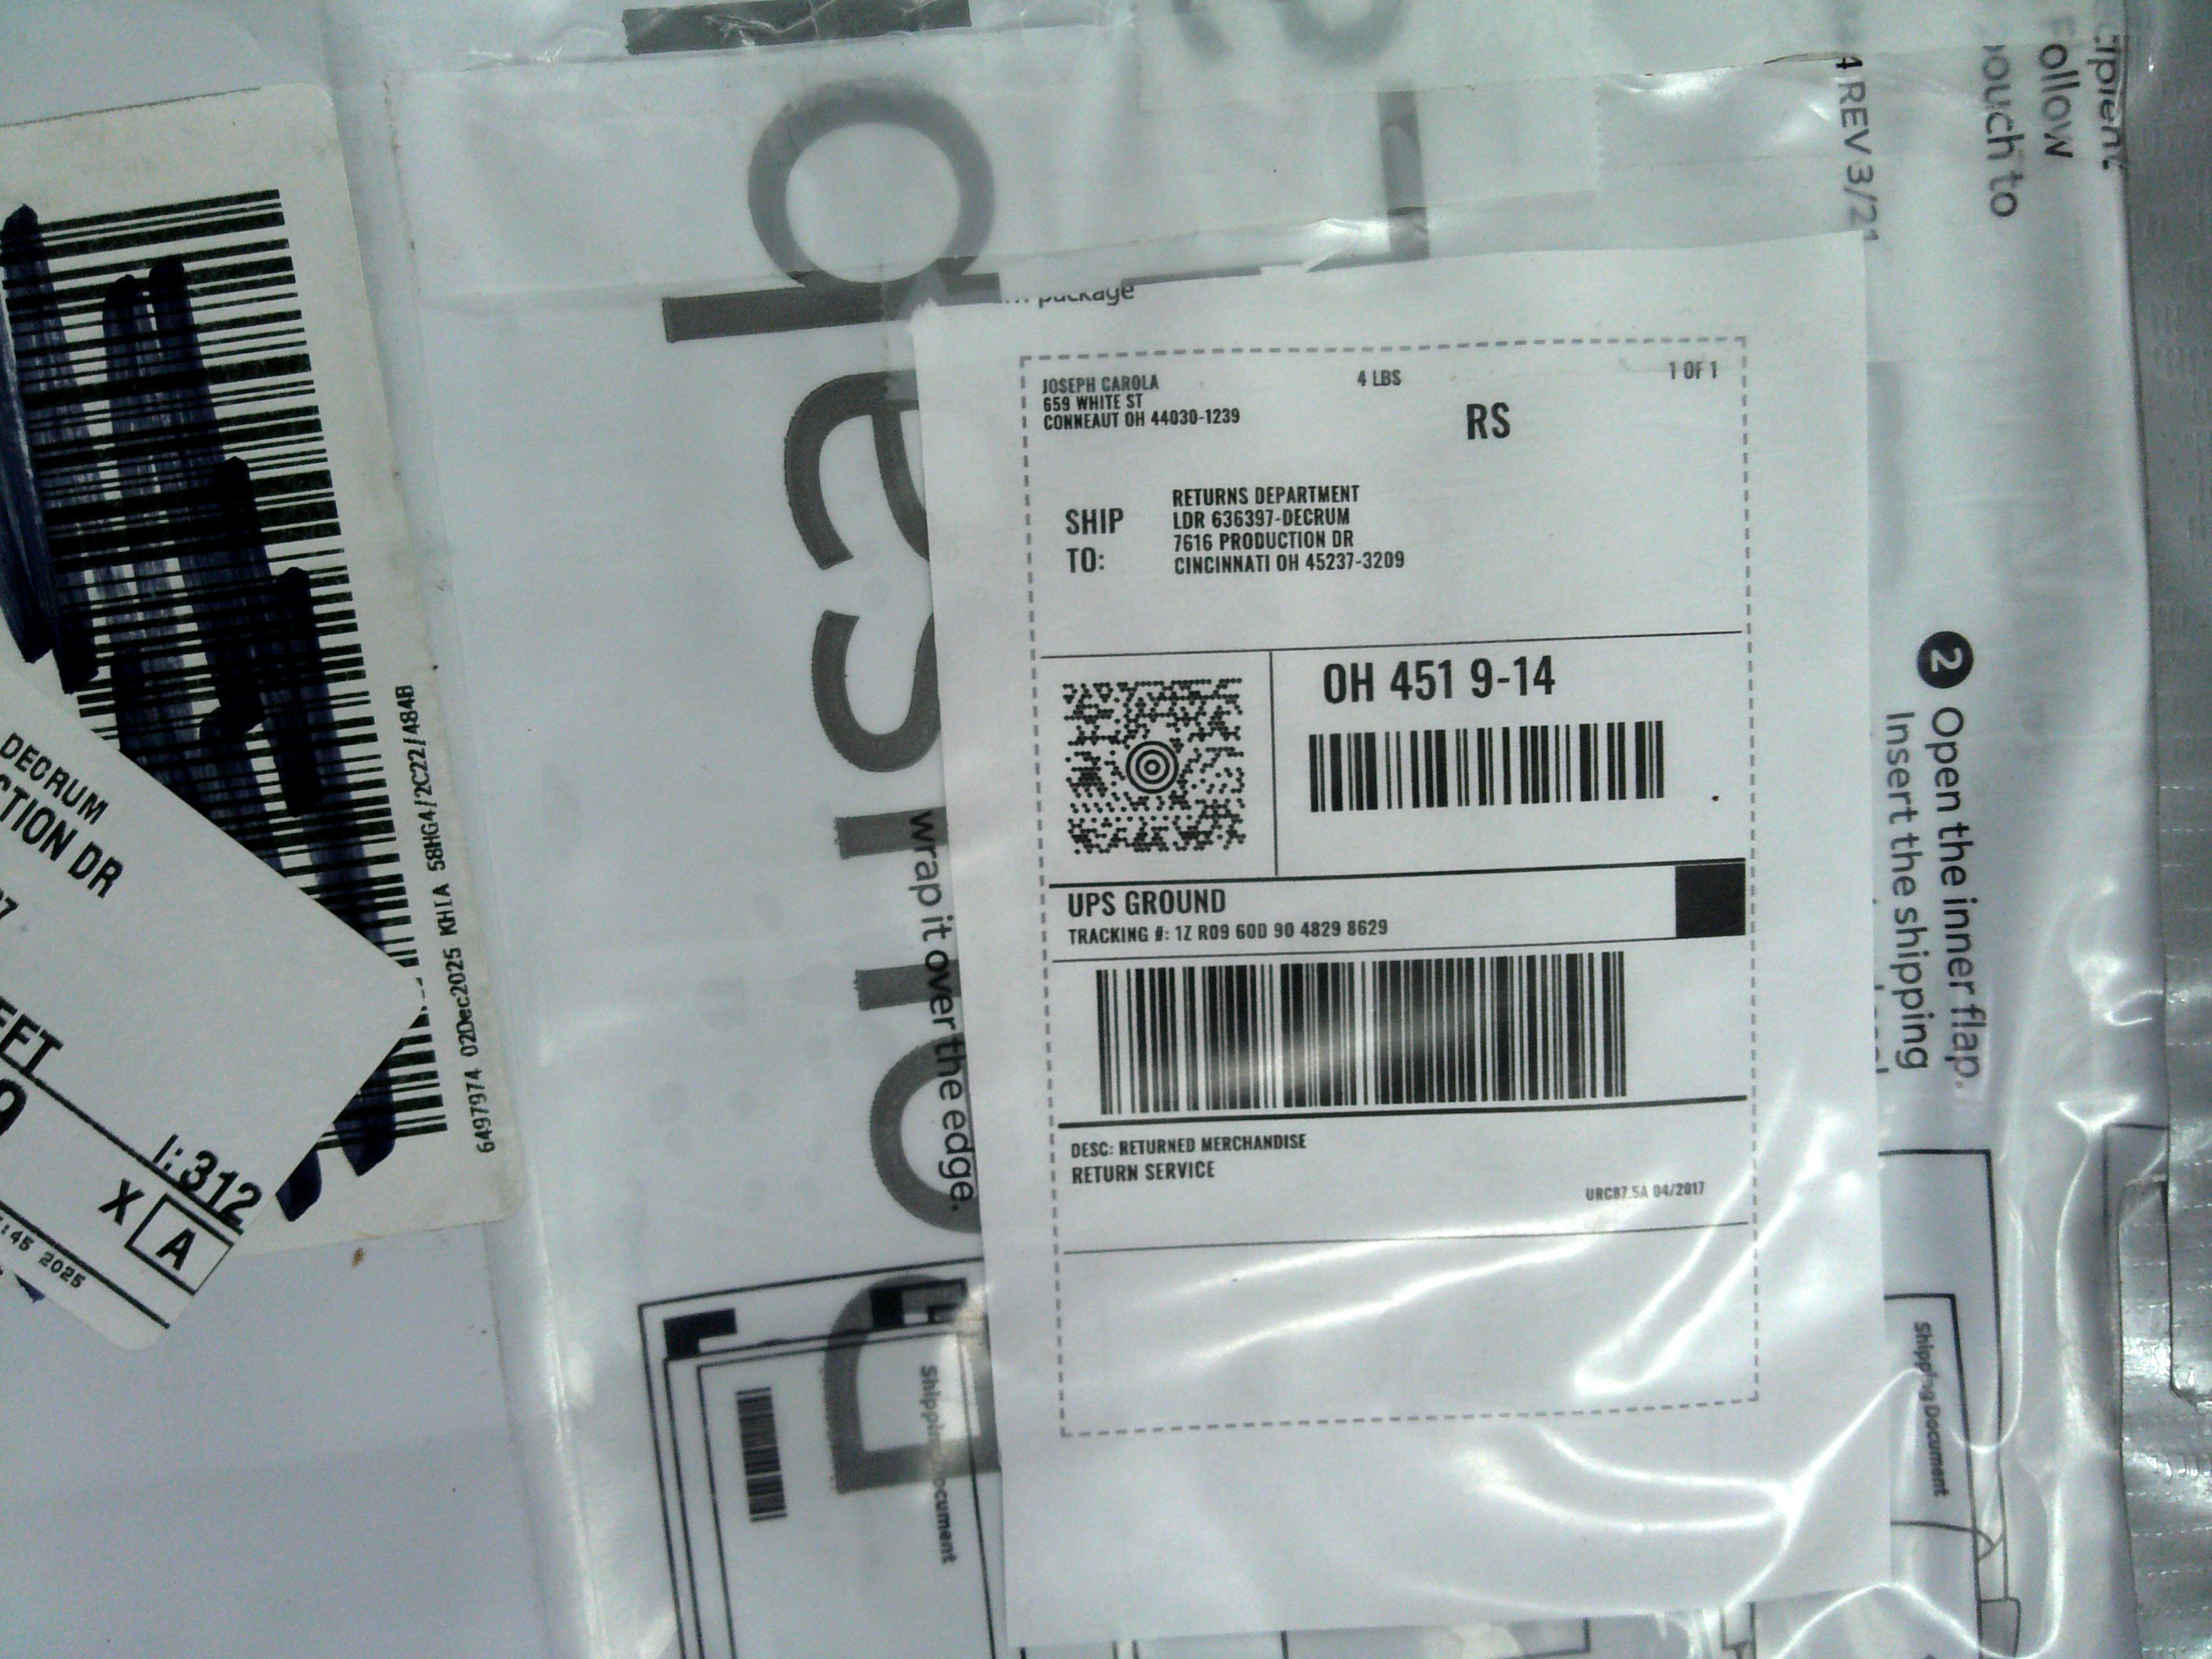 JOSEPH CAROLA
659 WHITE ST
CONNEAUT OH 44030-1239
4 LBS
1 OF 1
RS
SHIP TO:
RETURNS DEPARTMENT
LDR 636397-DECRUM
7616 PRODUCTION DR
CINCINNATI OH 45237-3209
OH 451 9-14
UPS GROUND
TRACKING #: 1Z R09 60D 90 4829 8629
DESC: RETURNED MERCHANDISE
RETURN SERVICE
URC87.5A 04/2017
package
wrap it over the edge.
Shipping Document
REV 3/21
Follow
pouch to
2 Open the inner flap.
Insert the shipping
Shipping Document
6497974 02Dec2025 KHIA 58HG4/2C22/484B
DECRUM
CTION DR
I: 312
X A
:45 2025